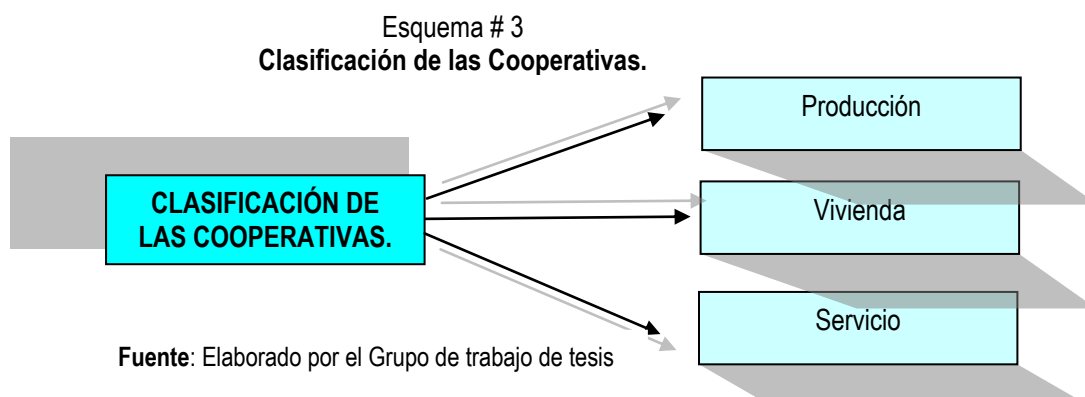 Esquema # 3
Clasificación de las Cooperativas.
Producción
CLASIFICACIÓN DE
LAS COOPERATIVAS.
Vivienda
Servicio
Fuente: Elaborado por el Grupo de trabajo de tesis